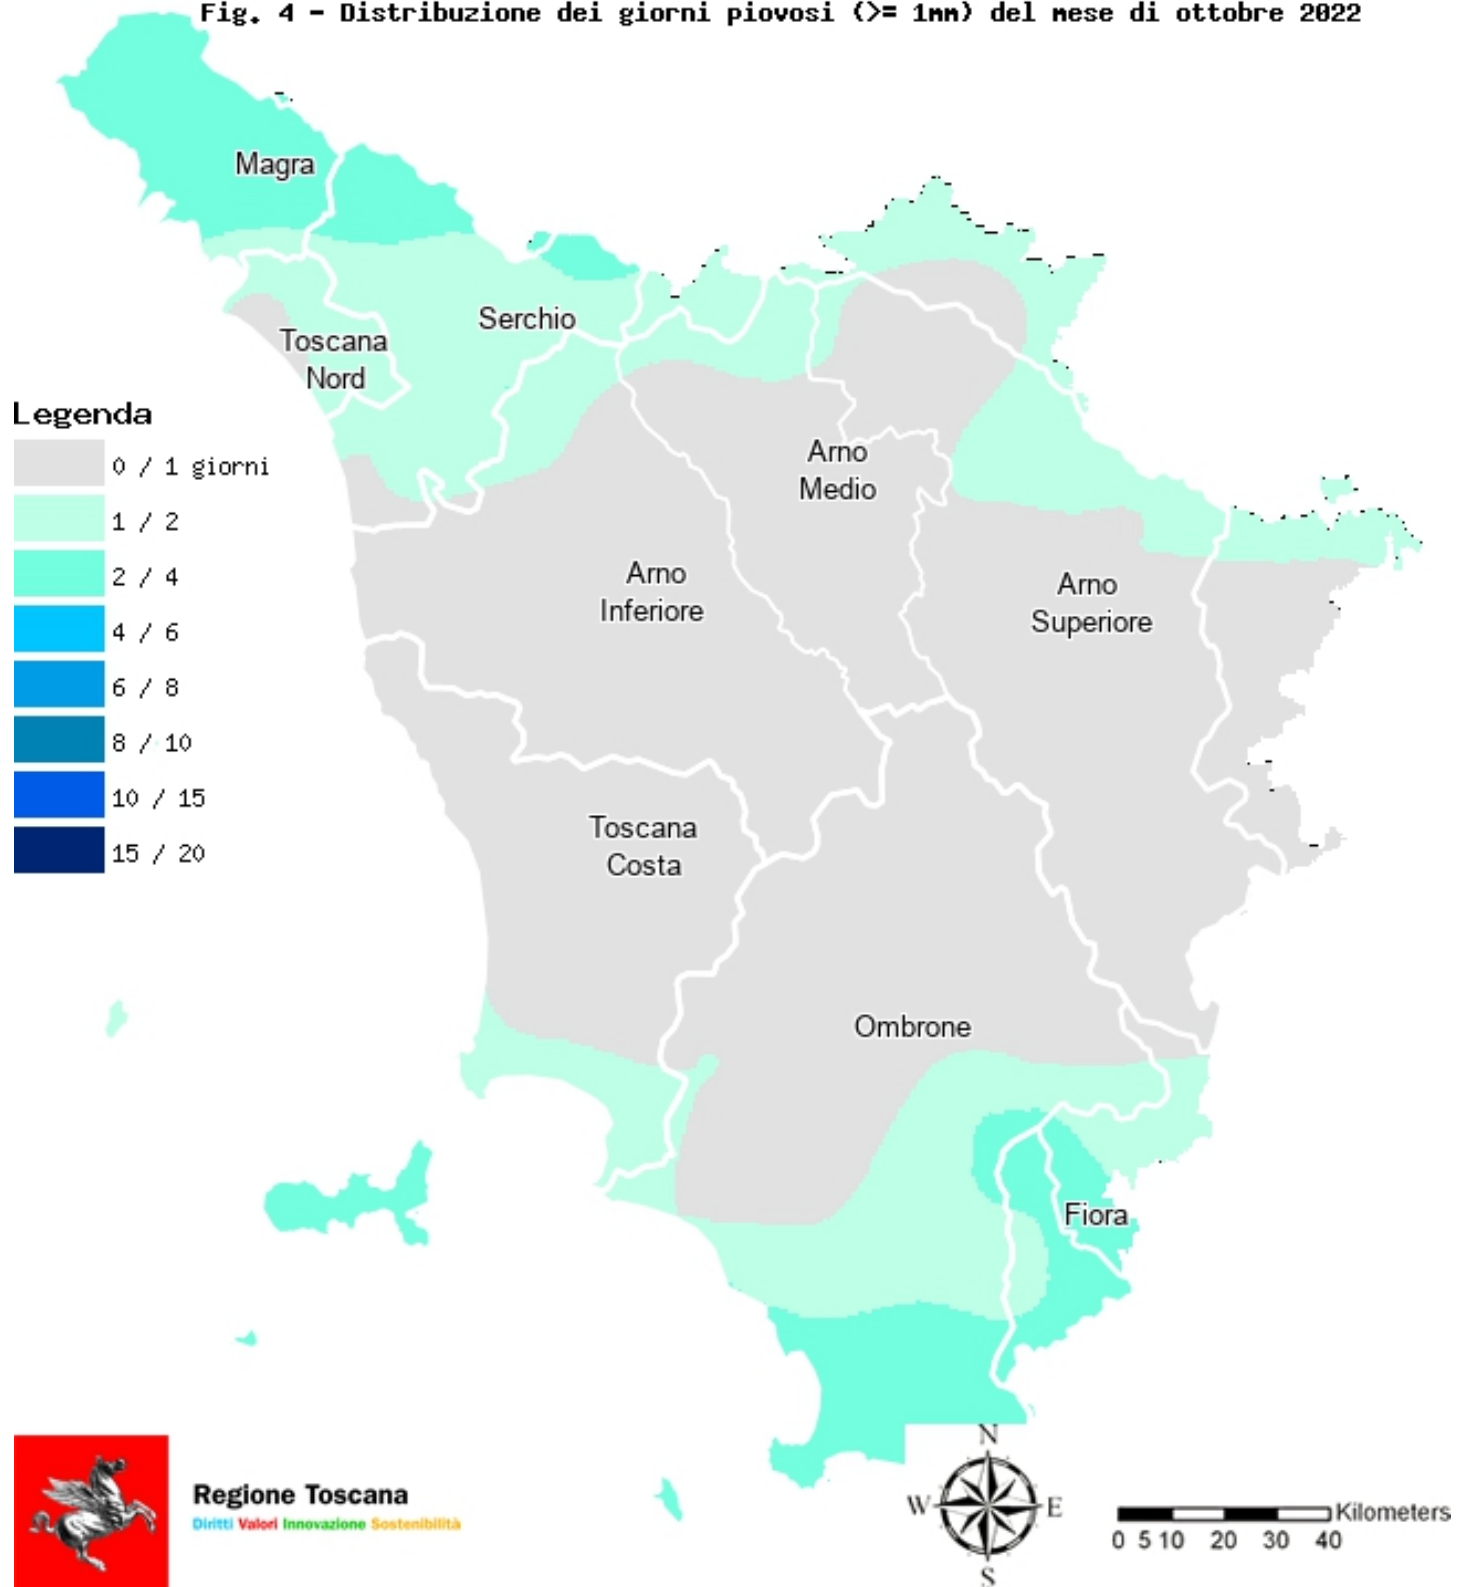 Fig. 4 - Distribuzione dei giorni piovosi (>= 1mm) del mese di ottobre 2022
Magra
Serchio
Toscana
Nord
Legenda
0 / 1 giorni
1 / 2
2 / 4
4 / 6
6 / 8
8 / 10
10 / 15
15 / 20
Arno
Medio
Arno
Inferiore
Arno
Superiore
Toscana
Costa
Ombrone
Fiora
Regione Toscana
Diritti Valori Innovazione Sostenibilità
N
W
E
S
Kilometers
0 5 10 20 30 40